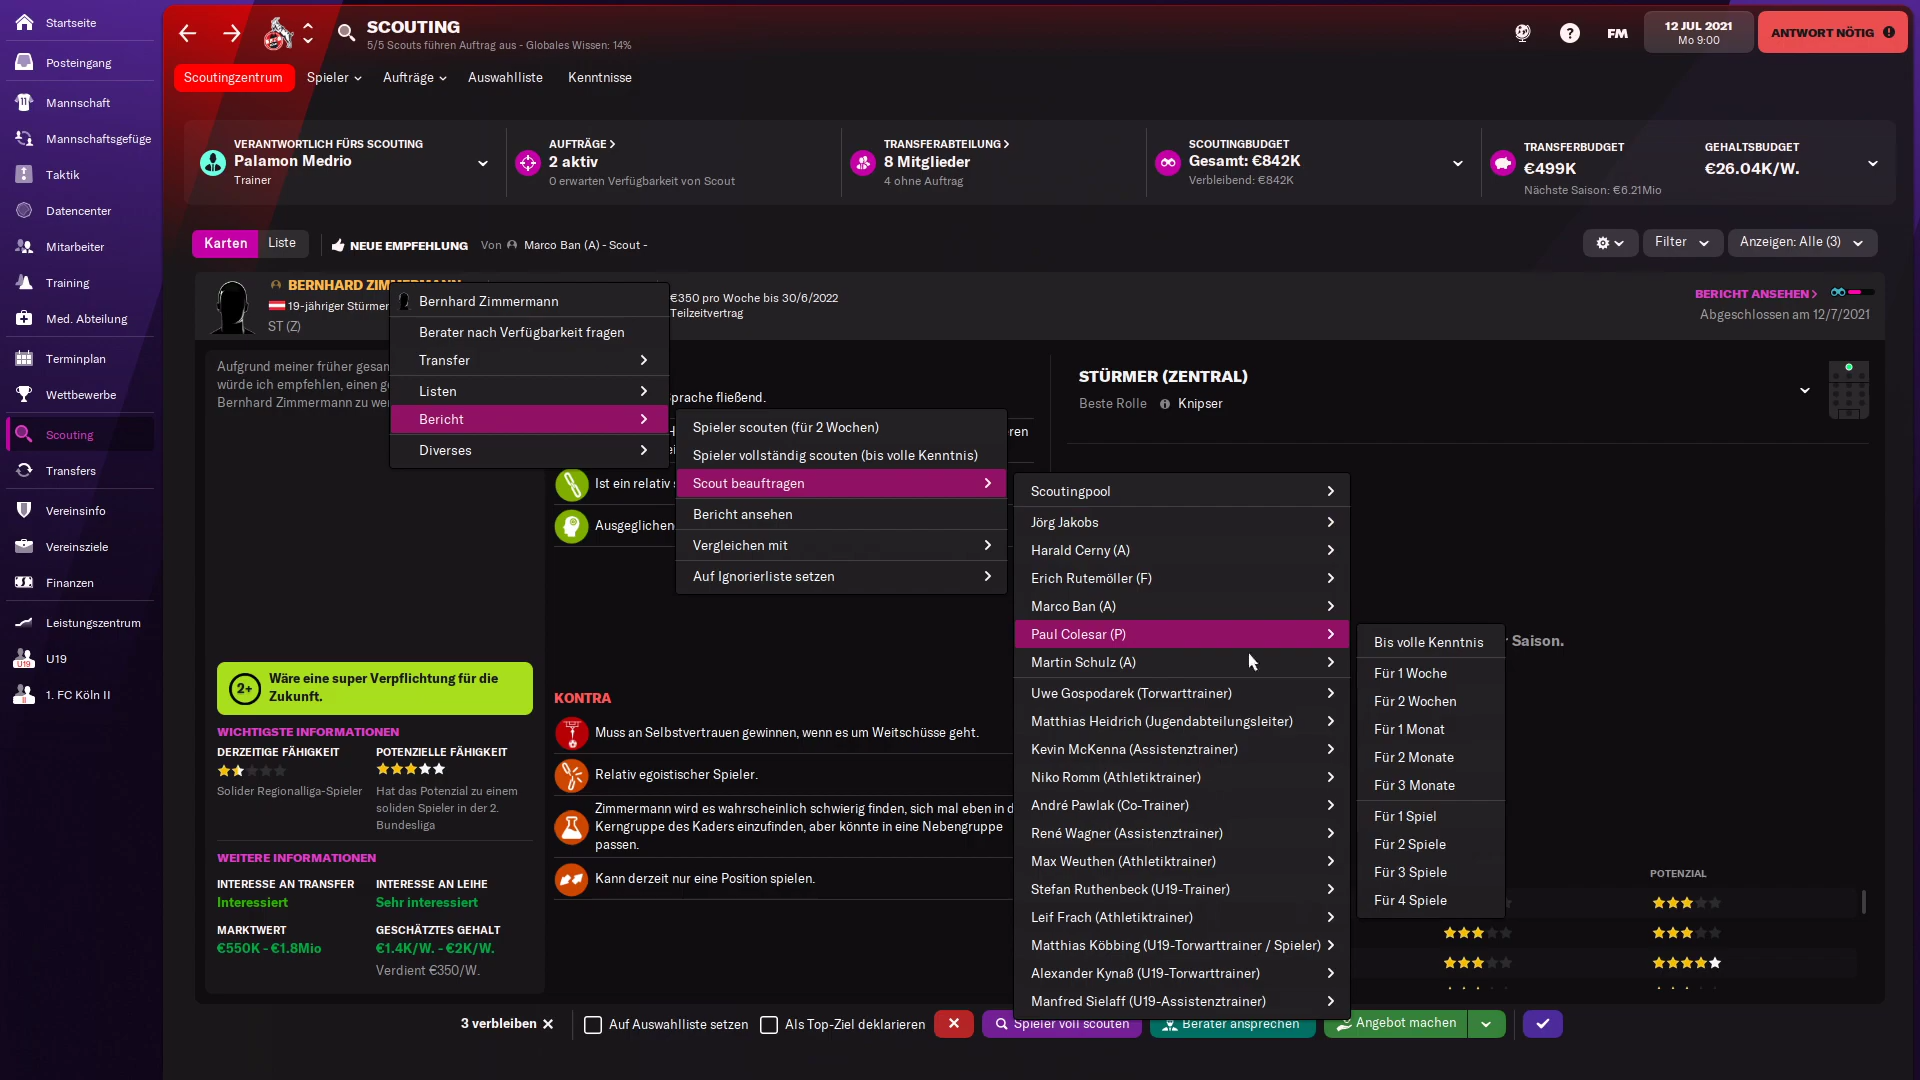 Startseite
Posteingang
Mannschaft
Mannschaftsgefüge
Taktik
Datencenter
Mitarbeiter
Training
Med. Abteilung
Terminplan
Wettbewerbe
Scouting
Transfers
Vereinsinfo
Vereinsziele
Finanzen
Leistungszentrum
U19
1. FC Köln II
SCOUTING
5/5 Scouts führen Auftrag aus - Globales Wissen: 14%
FM
12 JUL 2021
Mo 9:00
ANTWORT NÖTIG
Scoutingzentrum
Spieler
Aufträge
Auswahlliste
Kenntnisse
VERANTWORTLICH FÜRS SCOUTING
Palamon Medrio
Trainer
AUFTRÄGE >
2 aktiv
0 erwarten Verfügbarkeit von Scout
TRANSFERABTEILUNG >
8 Mitglieder
4 ohne Auftrag
SCOUTINGBUDGET
Gesamt: €842K
Verbleibend: €842K
TRANSFERBUDGET
€499K
Nächste Saison: €6.21Mio
GEHALTSBUDGET
€26.04K/W.
Karten
Liste
NEUE EMPFEHLUNG
Von Marco Ban (A) - Scout -
Filter
Anzeigen: Alle (3)
BERNHARD ZIMMERMANN
19-jähriger Stürmer
ST (Z)
€350 pro Woche bis 30/6/2022
Teilzeitvertrag
BERICHT ANSEHEN >
Abgeschlossen am 12/7/2021
Bernhard Zimmermann
Berater nach Verfügbarkeit fragen
Transfer
Listen
Bericht
Diverses
Spieler scouten (für 2 Wochen)
Spieler vollständig scouten (bis volle Kenntnis)
Scout beauftragen
Bericht ansehen
Vergleichen mit
Auf Ignorierliste setzen
Scoutingpool
Jörg Jakobs
Harald Cerny (A)
Erich Rutemöller (F)
Marco Ban (A)
Paul Colesar (P)
Martin Schulz (A)
Uwe Gospodarek (Torwarttrainer)
Matthias Heidrich (Jugendabteilungsleiter)
Kevin McKenna (Assistenztrainer)
Niko Romm (Athletiktrainer)
André Pawlak (Co-Trainer)
René Wagner (Assistenztrainer)
Max Weuthen (Athletiktrainer)
Stefan Ruthenbeck (U19-Trainer)
Leif Frach (Athletiktrainer)
Matthias Köbbing (U19-Torwarttrainer / Spieler)
Alexander Kynaß (U19-Torwarttrainer)
Manfred Sielaff (U19-Assistenztrainer)
Bis volle Kenntnis
Für 1 Woche
Für 2 Wochen
Für 1 Monat
Für 2 Monate
Für 3 Monate
Für 1 Spiel
Für 2 Spiele
Für 3 Spiele
Für 4 Spiele
Aufgrund meiner früher gesam
würde ich empfehlen, einen ge
Bernhard Zimmermann zu we
prache fließend.
ren
Ist ein relativ
Ausgeglichen
STÜRMER (ZENTRAL)
Beste Rolle
Knipser
Saison.
2+
Wäre eine super Verpflichtung für die
Zukunft.
WICHTIGSTE INFORMATIONEN
DERZEITIGE FÄHIGKEIT
Solider Regionalliga-Spieler
POTENZIELLE FÄHIGKEIT
Hat das Potenzial zu einem
soliden Spieler in der 2.
Bundesliga
WEITERE INFORMATIONEN
INTERESSE AN TRANSFER
Interessiert
INTERESSE AN LEIHE
Sehr interessiert
MARKTWERT
€550K - €1.8Mio
GESCHÄTZTES GEHALT
€1.4K/W. - €2K/W.
Verdient €350/W.
KONTRA
Muss an Selbstvertrauen gewinnen, wenn es um Weitschüsse geht.
Relativ egoistischer Spieler.
Zimmermann wird es wahrscheinlich schwierig finden, sich mal eben in d
Kerngruppe des Kaders einzufinden, aber könnte in eine Nebengruppe
passen.
Kann derzeit nur eine Position spielen.
POTENZIAL
3 verbleiben
Auf Auswahlliste setzen
Als Top-Ziel deklarieren
Spieler voll scouten
Berater ansprechen
Angebot machen